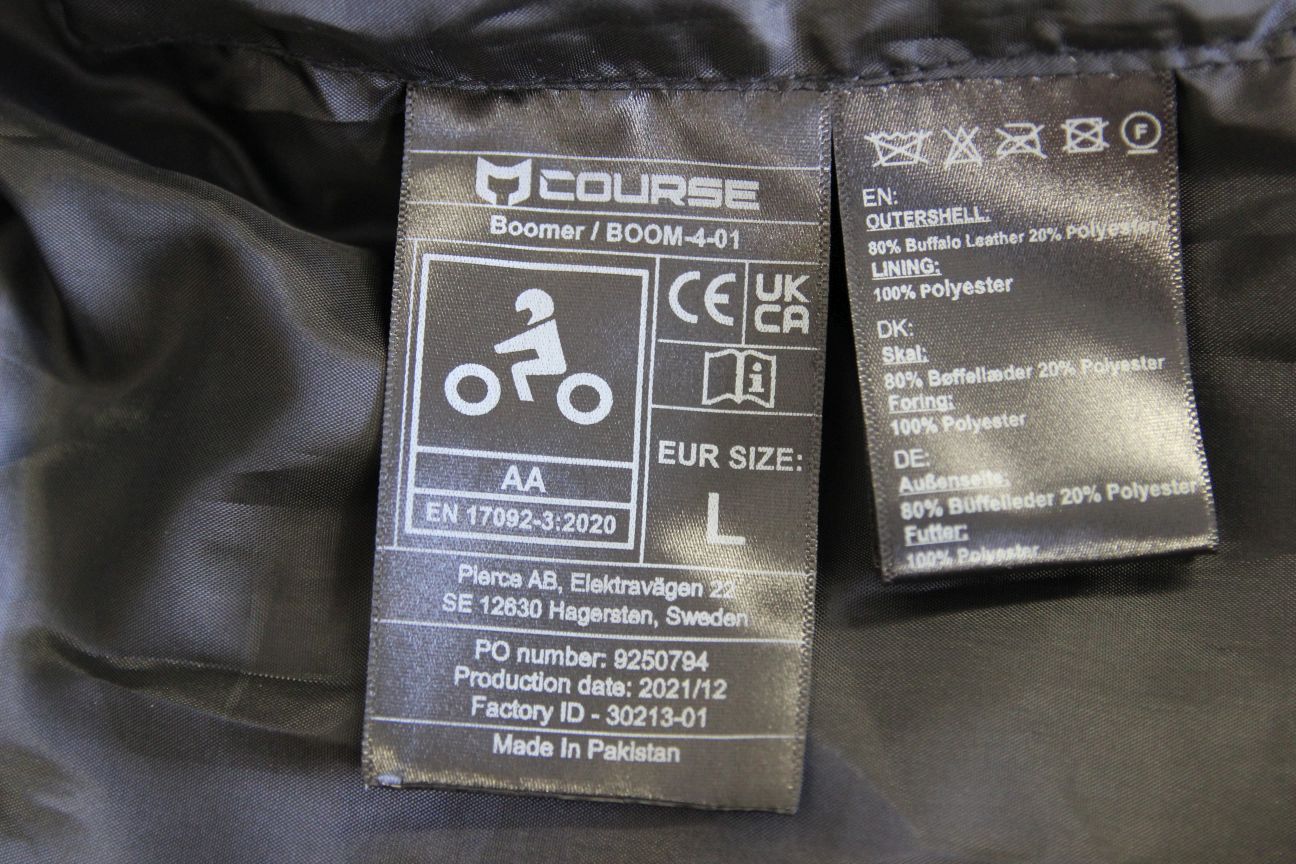 COURSE
Boomer / BOOM-4-01
CE
UK
CA
i
EUR SIZE:
L
AA
EN 17092-3:2020
Pierce AB, Elektravägen 22
SE 12630 Hagersten, Sweden
PO number: 9250794
Production date: 2021/12
Factory ID - 30213-01
Made In Pakistan
F
EN:
OUTERSHELL:
80% Buffalo Leather 20% Polyester
LINING:
100% Polyester
DK:
Skal:
80% Bøffellæder 20% Polyester
Foring:
100% Polyester
DE:
Außenseite:
80% Büffelleder 20% Polyester
Futter:
100% Polyester